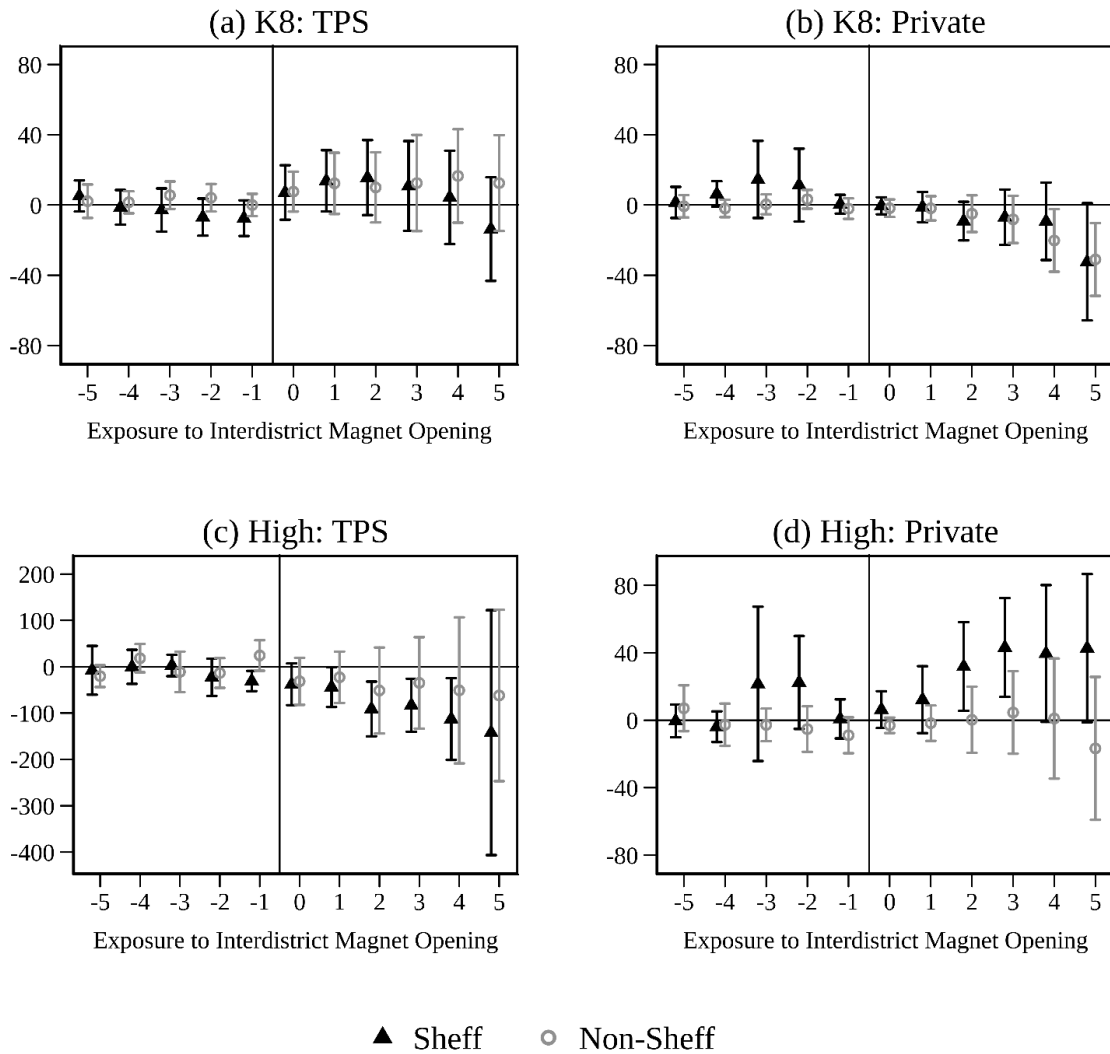 (a) K8: TPS
80
40
0
-40
-80
-5 -4 -3 -2 -1 0 1 2 3 4 5
Exposure to Interdistrict Magnet Opening
(b) K8: Private
80
40
0
-40
-80
-5 -4 -3 -2 -1 0 1 2 3 4 5
Exposure to Interdistrict Magnet Opening
(c) High: TPS
200
100
0
-100
-200
-300
-400
-5 -4 -3 -2 -1 0 1 2 3 4 5
Exposure to Interdistrict Magnet Opening
(d) High: Private
80
40
0
-40
-80
-5 -4 -3 -2 -1 0 1 2 3 4 5
Exposure to Interdistrict Magnet Opening
Sheff Non-Sheff